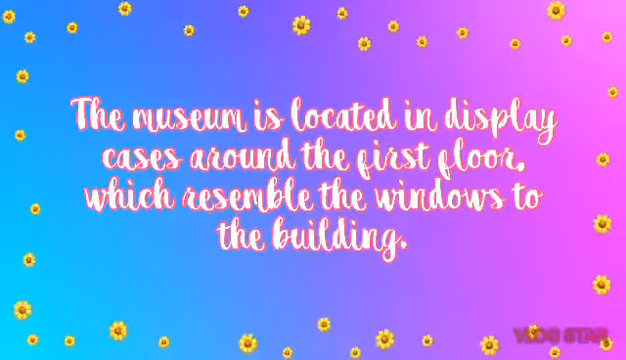 The museum is located in display
cases around the first floor,
which resemble the windows to
the building.
VLOG STAR